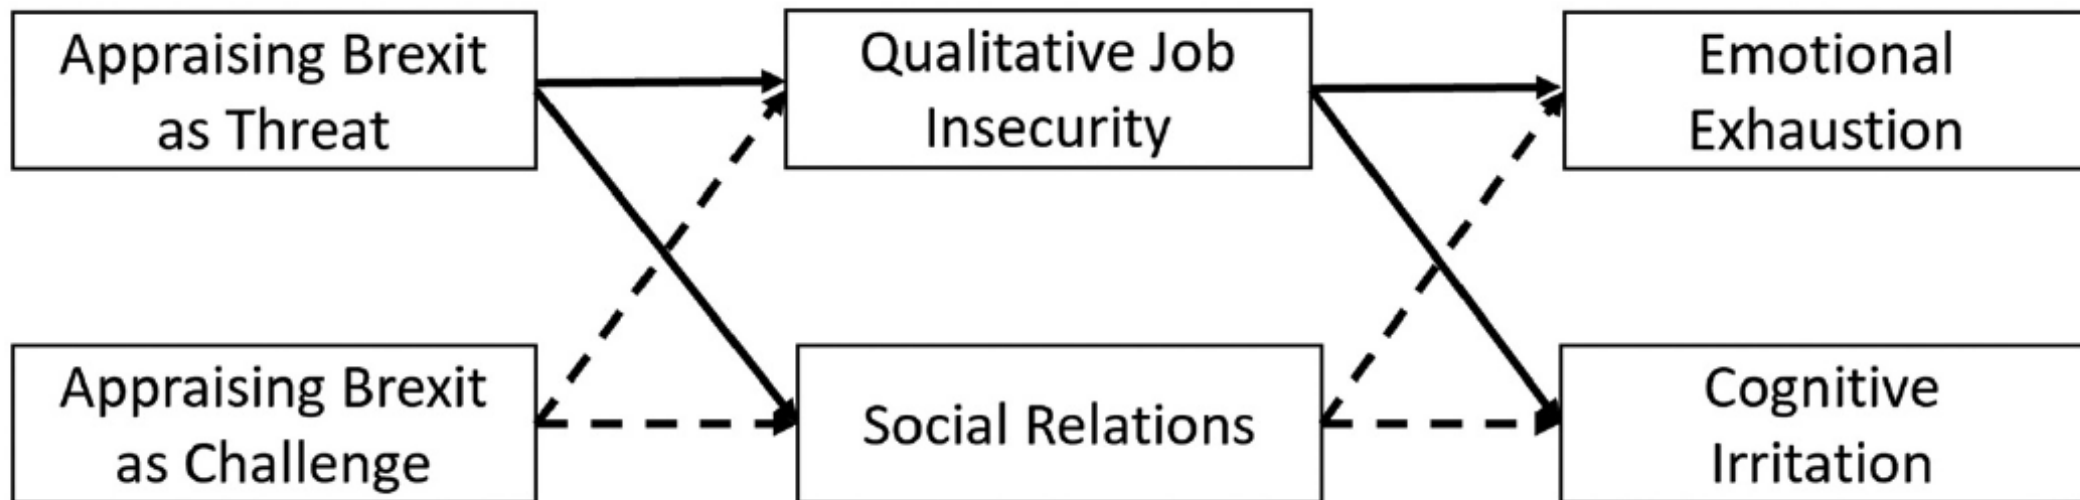 Appraising Brexit
as Threat
Qualitative Job
Insecurity
Emotional
Exhaustion
Appraising Brexit
as Challenge
Social Relations
Cognitive
Irritation